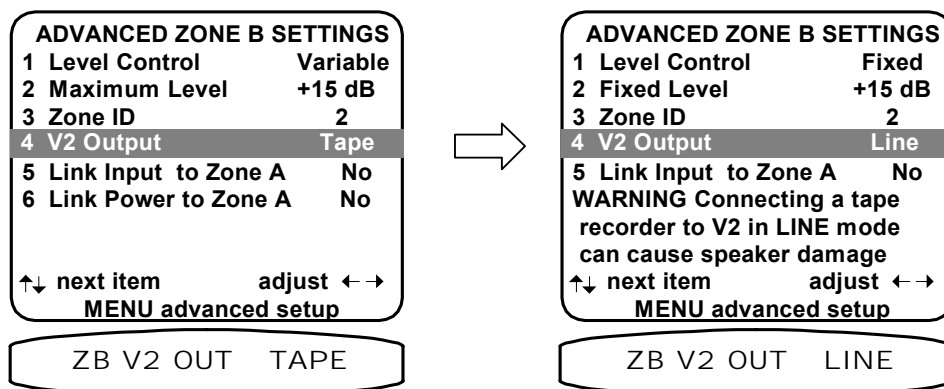 ADVANCED ZONE B SETTINGS
1 Level Control Variable
2 Maximum Level +15 dB
3 Zone ID 2
4 V2 Output Tape
5 Link Input to Zone A No
6 Link Power to Zone A No
↑↓ next item adjust ←→
MENU advanced setup
ZB V2 OUT TAPE
ADVANCED ZONE B SETTINGS
1 Level Control Fixed
2 Fixed Level +15 dB
3 Zone ID 2
4 V2 Output Line
5 Link Input to Zone A No
WARNING Connecting a tape
recorder to V2 in LINE mode
can cause speaker damage
↑↓ next item adjust ←→
MENU advanced setup
ZB V2 OUT LINE